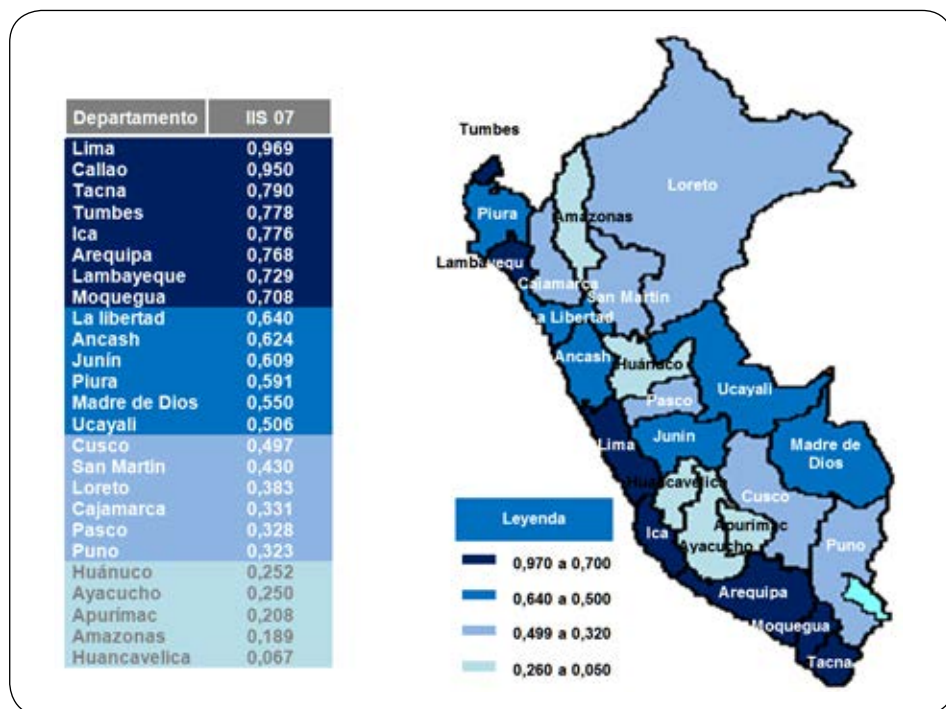 Departamento IIS 07
Lima 0,969
Callao 0,950
Tacna 0,790
Tumbes 0,778
Ica 0,776
Arequipa 0,768
Lambayeque 0,729
Moquegua 0,708
La libertad 0,640
Ancash 0,624
Junín 0,609
Piura 0,591
Madre de Dios 0,550
Ucayali 0,506
Cusco 0,497
San Martin 0,430
Loreto 0,383
Cajamarca 0,331
Pasco 0,328
Puno 0,323
Huánuco 0,252
Ayacucho 0,250
Apurímac 0,208
Amazonas 0,189
Huancavelica 0,067
Tumbes
Loreto
Piura
Amazonas
Lambayequ
Cajamarca
San Martin
La Libertad
Ancash
Huánuco
Ucayali
Pasco
Lima
Junín
Madre de
Dios
Huancavelica
Cusco
Ica
Apurímac
Ayacucho
Puno
Arequipa
Moquegua
Tacna
Leyenda
0,970 a 0,700
0,640 a 0,500
0,499 a 0,320
0,260 a 0,050